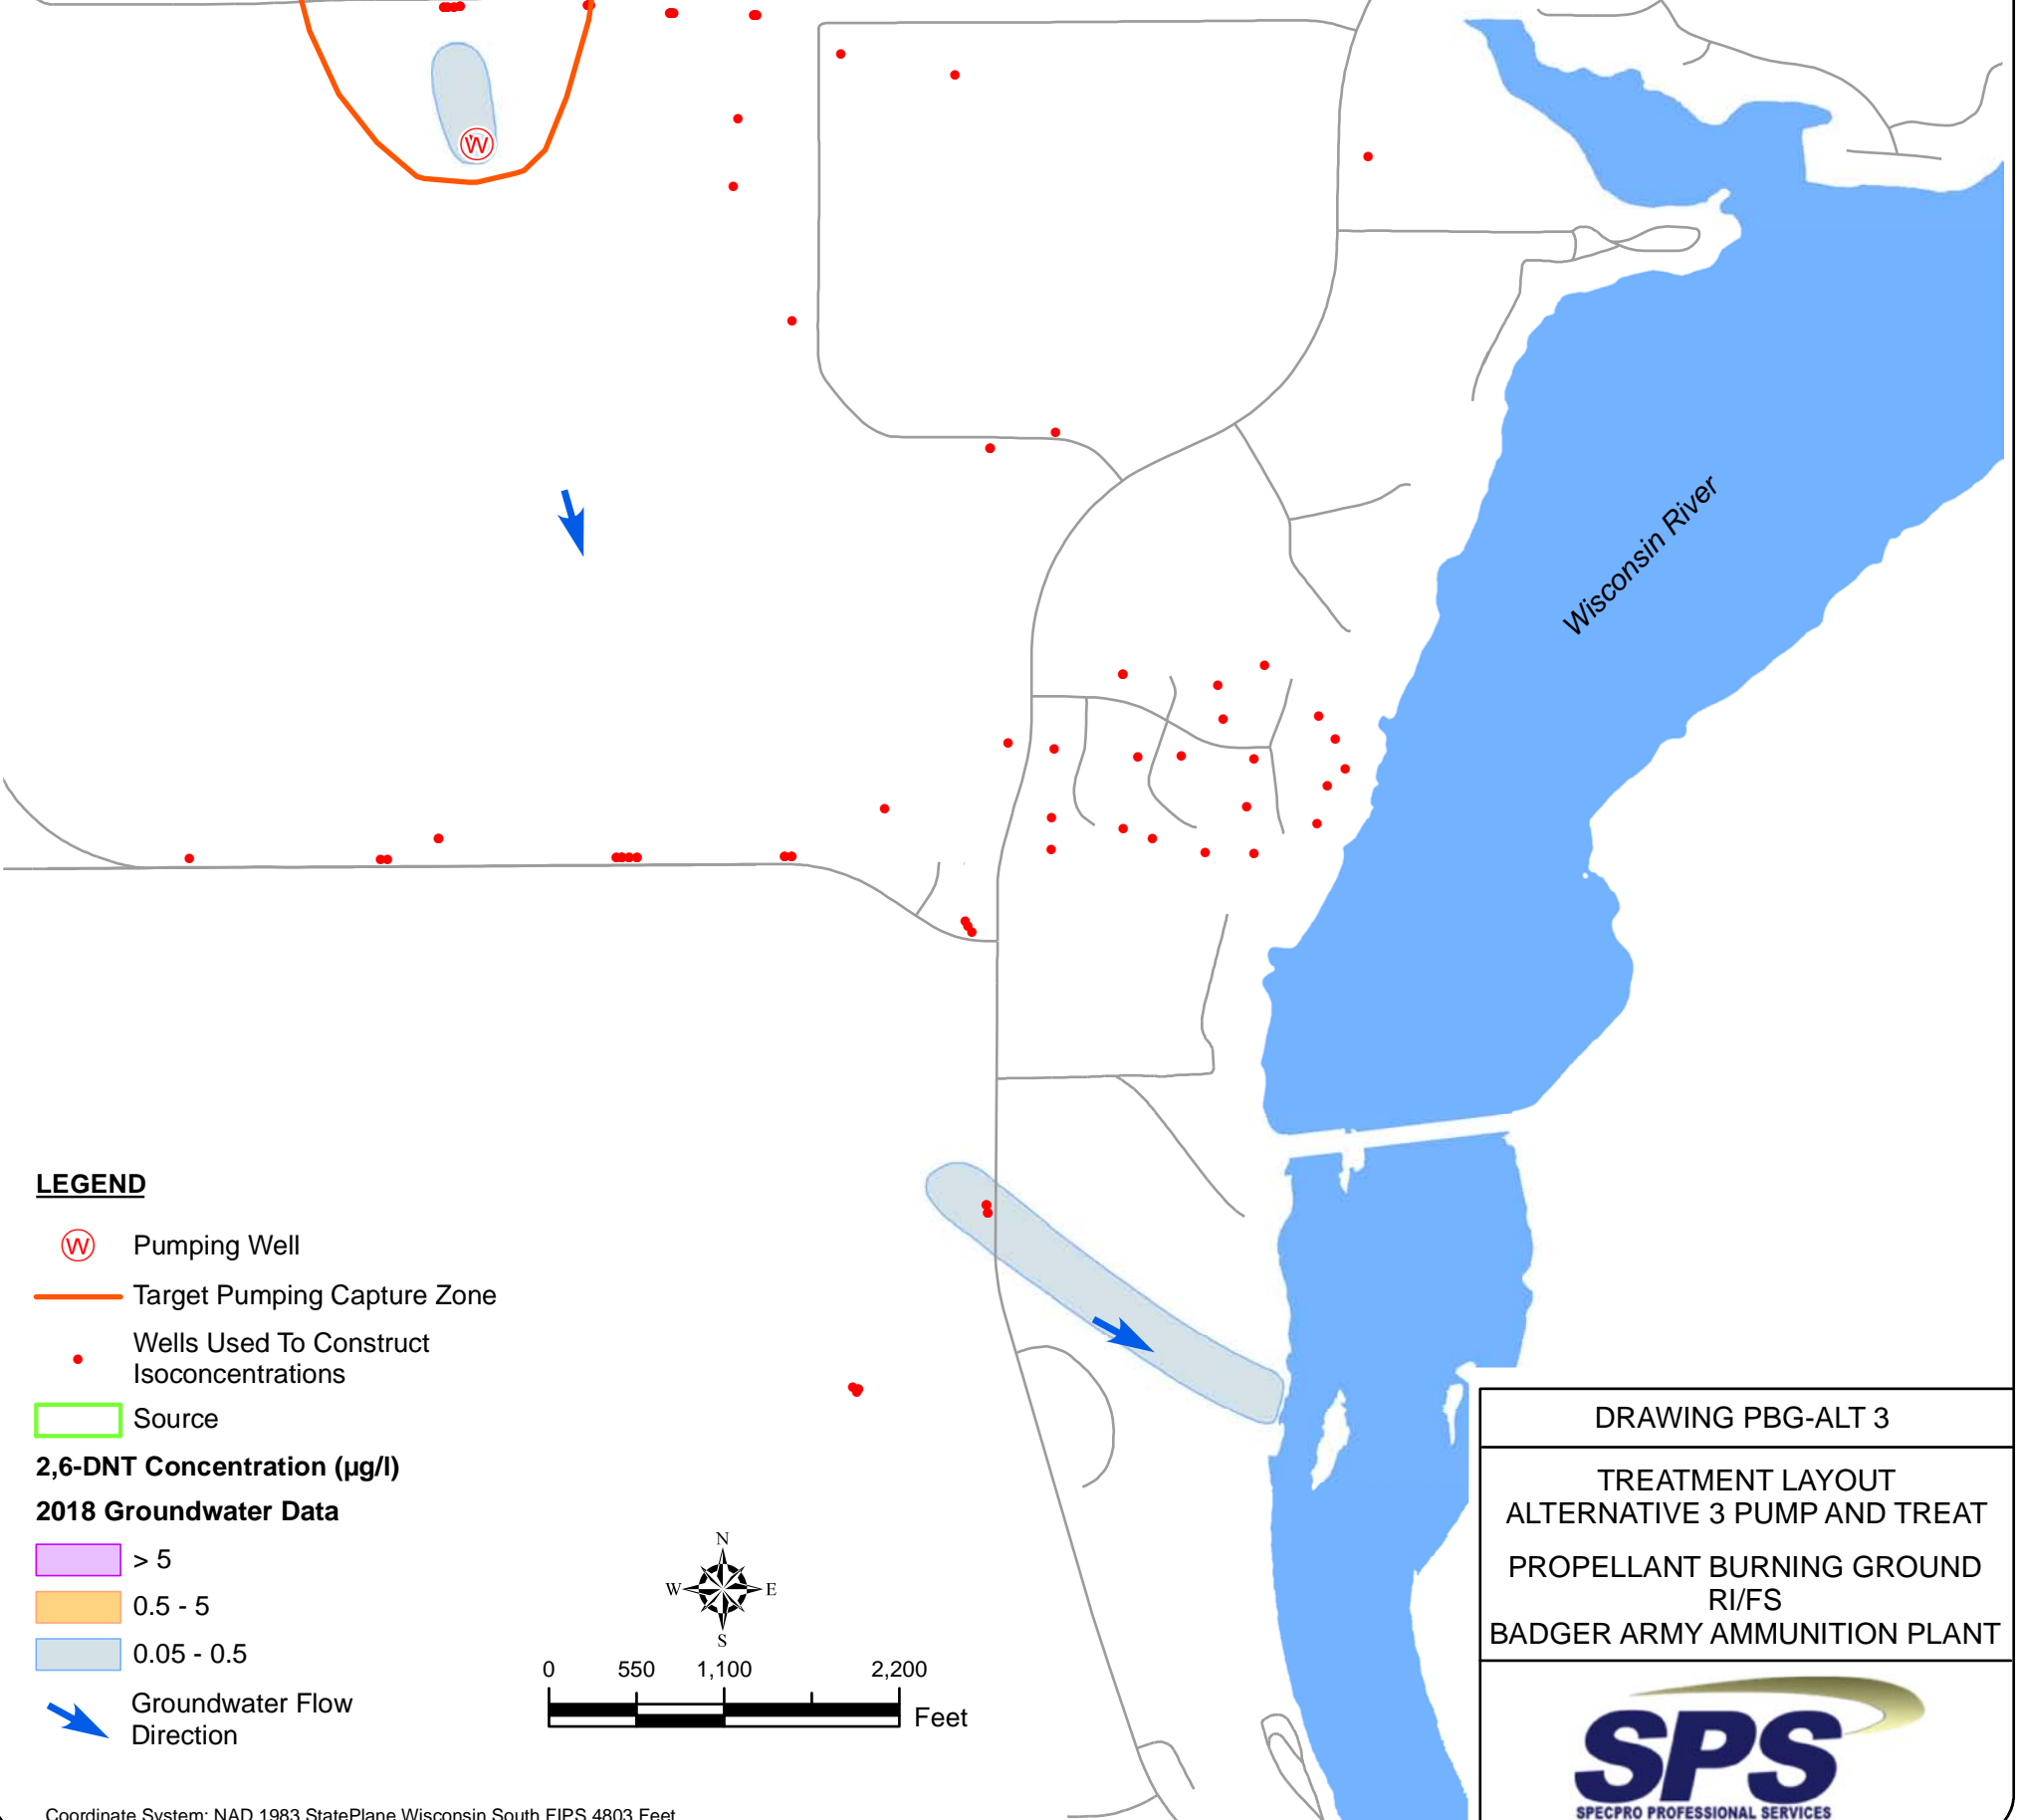 Wisconsin River
LEGEND
W
Pumping Well
Target Pumping Capture Zone
Wells Used To Construct
Isoconcentrations
Source
2,6-DNT Concentration (µg/l)
2018 Groundwater Data
> 5
0.5 - 5
0.05 - 0.5
Groundwater Flow
Direction
W
N
W
E
S
0 550 1,100 2,200
Feet
DRAWING PBG-ALT 3
TREATMENT LAYOUT
ALTERNATIVE 3 PUMP AND TREAT
PROPELLANT BURNING GROUND
RI/FS
BADGER ARMY AMMUNITION PLANT
SPS
SPECPRO PROFESSIONAL SERVICES
Coordinate System: NAD 1983 StatePlane Wisconsin South FIPS 4803 Feet